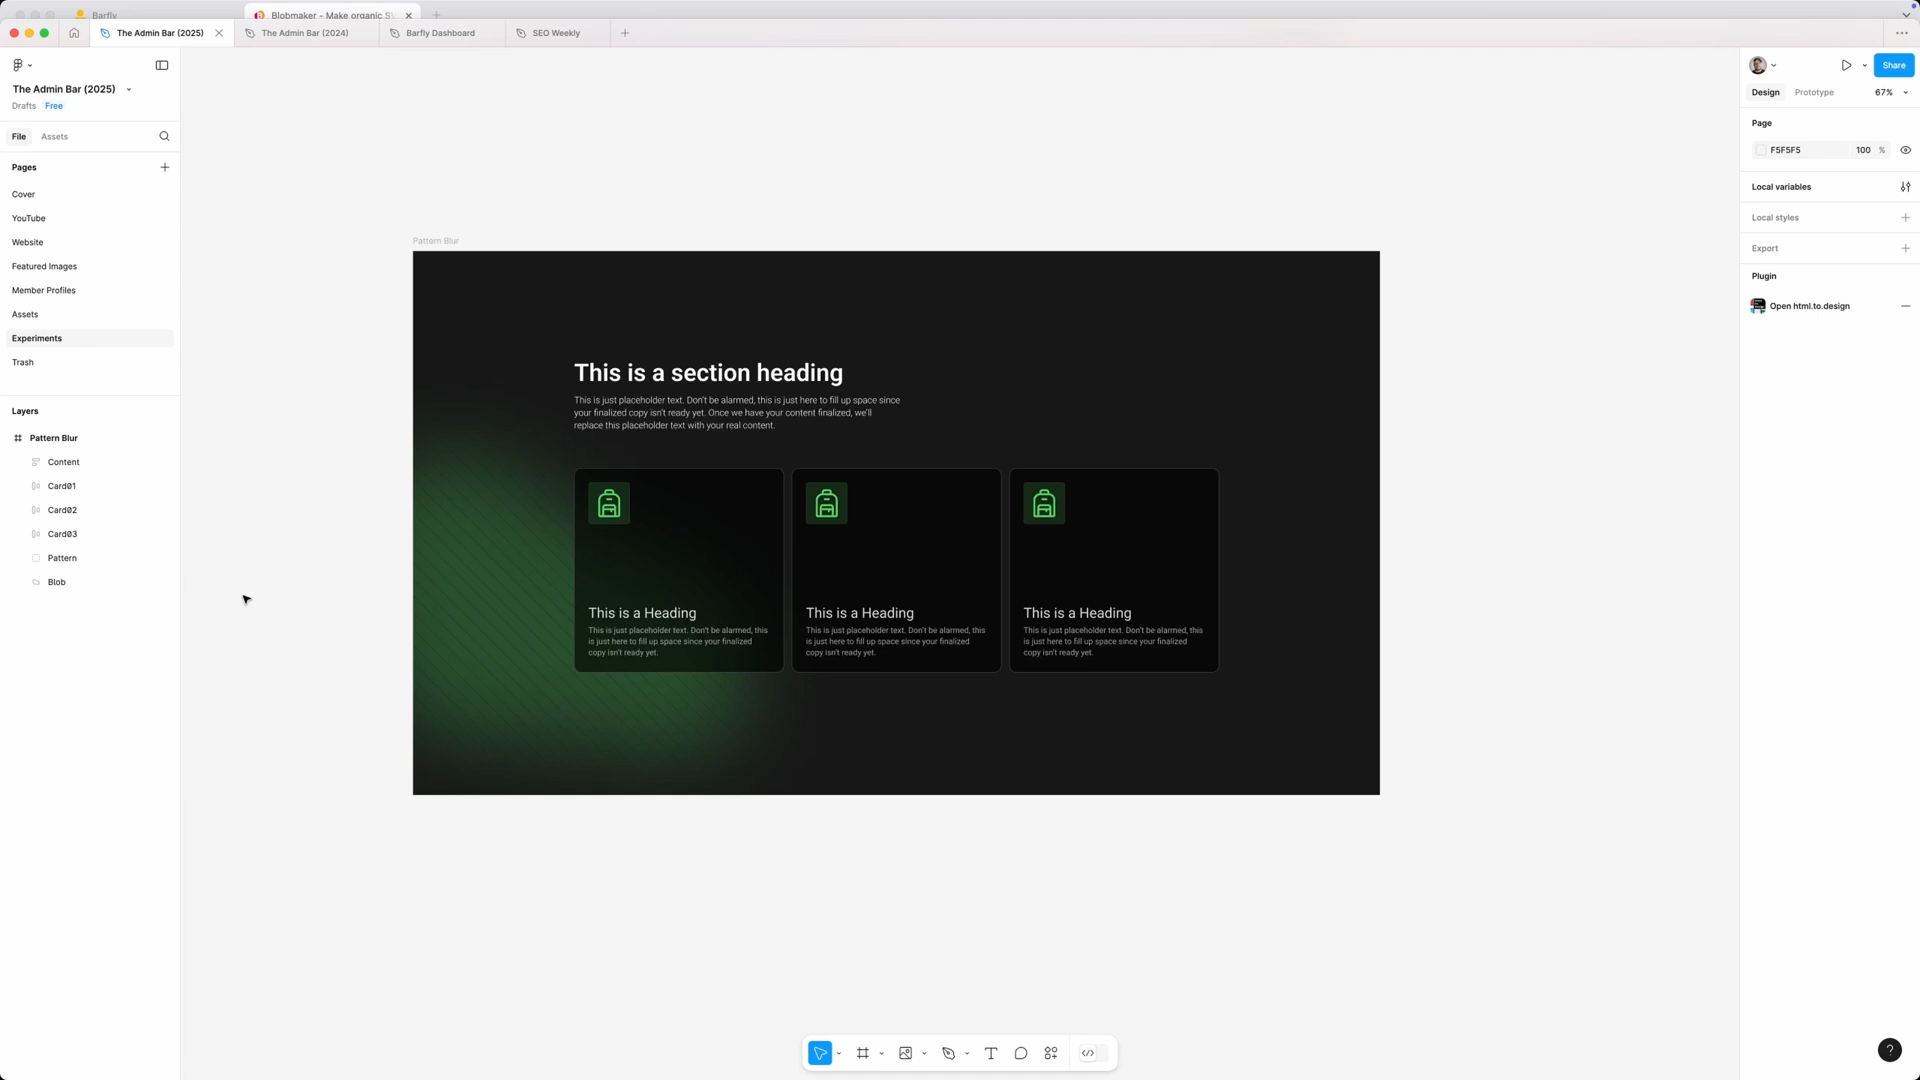 Barfly
Blobmaker - Make organic SV
The Admin Bar (2025)
The Admin Bar (2024)
Barfly Dashboard
SEO Weekly
The Admin Bar (2025)
Drafts
Free
File
Assets
Pages
Cover
YouTube
Website
Featured Images
Member Profiles
Assets
Experiments
Trash
Layers
Pattern Blur
Content
Card01
Card02
Card03
Pattern
Blob
Pattern Blur
This is a section heading
This is just placeholder text. Don't be alarmed, this is just here to fill up space since
your finalized copy isn't ready yet. Once we have your content finalized, we'll
replace this placeholder text with your real content.
This is a Heading
This is just placeholder text. Don't be alarmed, this
is just here to fill up space since your finalized
copy isn't ready yet.
This is a Heading
This is just placeholder text. Don't be alarmed, this
is just here to fill up space since your finalized
copy isn't ready yet.
This is a Heading
This is just placeholder text. Don't be alarmed, this
is just here to fill up space since your finalized
copy isn't ready yet.
Share
Design
Prototype
67%
Page
F5F5F5
100 %
Local variables
Local styles
Export
Plugin
Open html.to.design
?